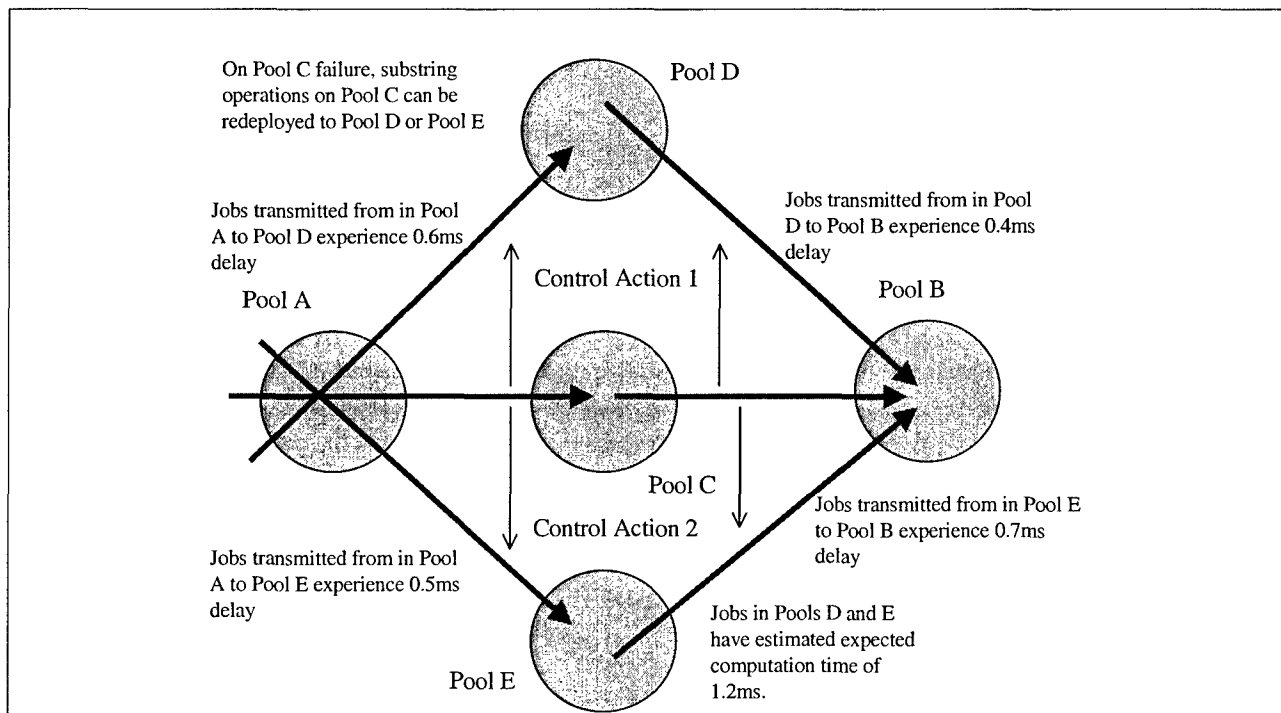 On Pool C failure, substring
operations on Pool C can be
redeployed to Pool D or Pool E
Pool D
Jobs transmitted from in Pool
A to Pool D experience 0.6ms
delay
Jobs transmitted from in Pool
D to Pool B experience 0.4ms
delay
Control Action 1
Pool A
Pool B
Pool C
Control Action 2
Jobs transmitted from in Pool E
to Pool B experience 0.7ms
delay
Jobs transmitted from in Pool
A to Pool E experience 0.5ms
delay
Pool E
Jobs in Pools D and E
have estimated expected
computation time of
1.2ms.